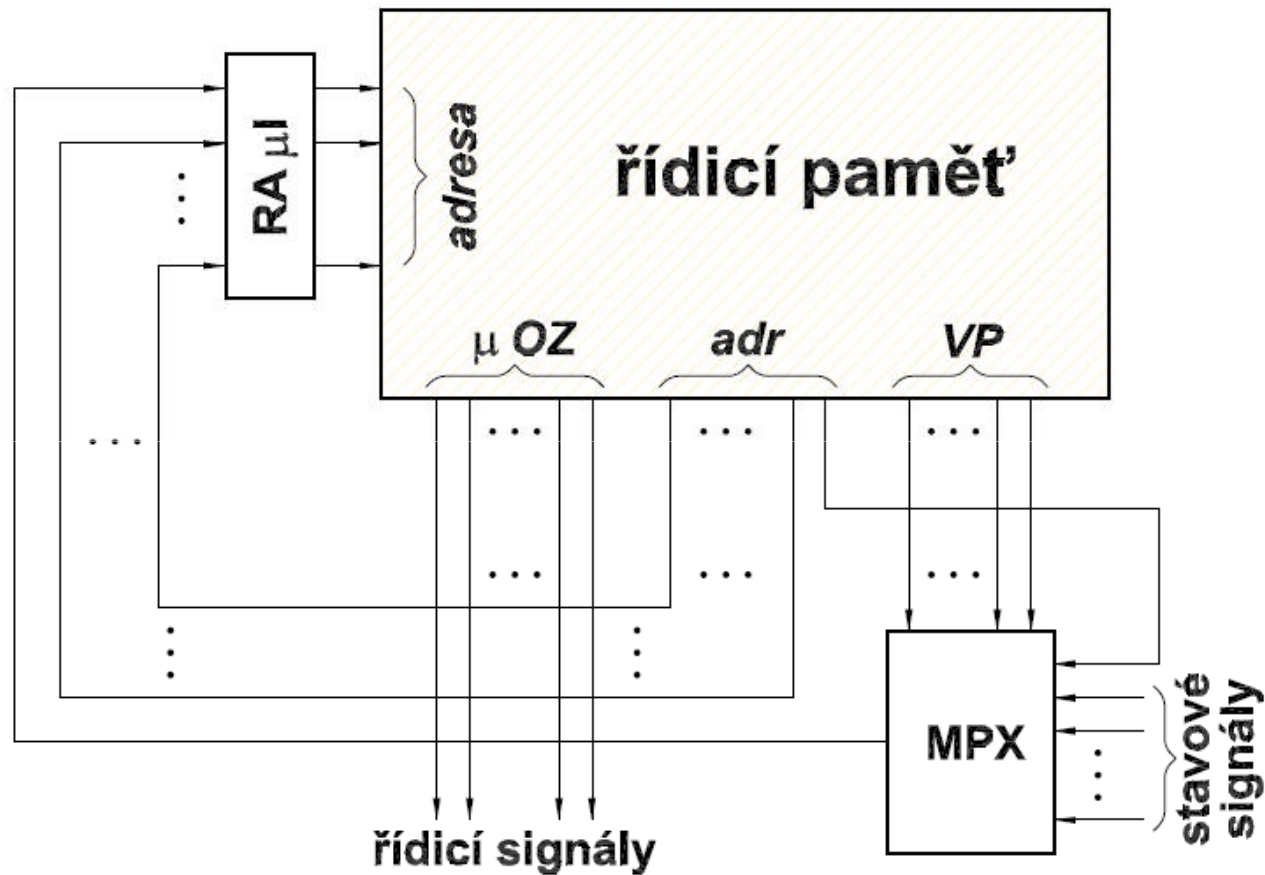 RA μI
adresa
řídicí paměť
μ OZ
adr
VP
MPX
stavové
signály
řídicí signály